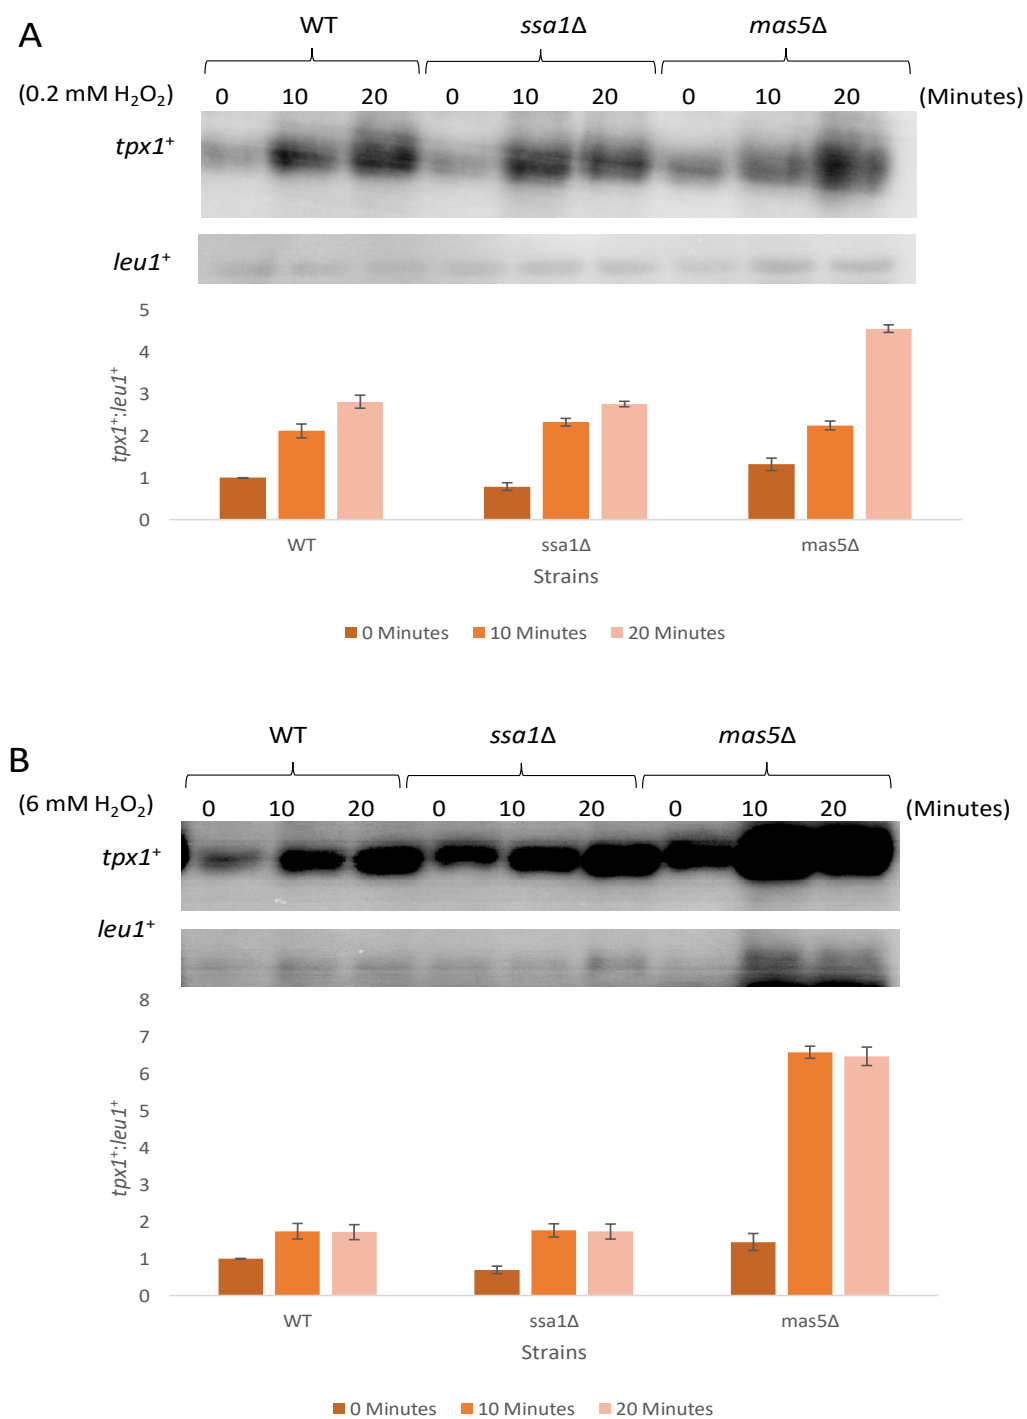 A
WT ssa1Δ mas5Δ
(0.2 mM H₂O₂) 0 10 20 0 10 20 0 10 20 (Minutes)
tpx1⁺
leu1⁺
5
4
3
2
1
0
tpx1⁺:leu1⁺
WT ssa1Δ mas5Δ
Strains
0 Minutes 10 Minutes 20 Minutes
B
WT ssa1Δ mas5Δ
(6 mM H₂O₂) 0 10 20 0 10 20 0 10 20 (Minutes)
tpx1⁺
leu1⁺
8
7
6
5
4
3
2
1
0
tpx1⁺:leu1⁺
WT ssa1Δ mas5Δ
Strains
0 Minutes 10 Minutes 20 Minutes